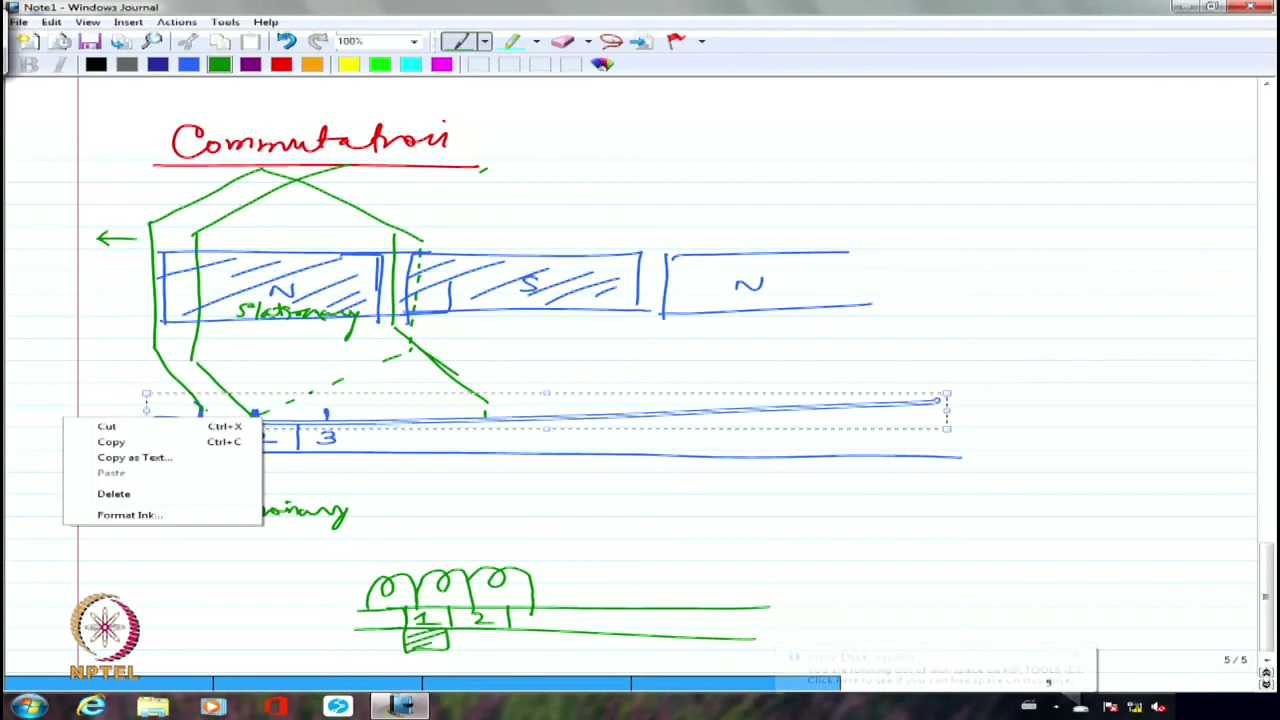 Note1 - Windows Journal
File Edit View Insert Actions Tools Help
100%
B I
Commutation
N S N
Stationary
3
Cut Ctrl+X
Copy Ctrl+C
Copy as Text...
Paste
Delete
Format Ink...
1 2
NPTEL
5 / 5